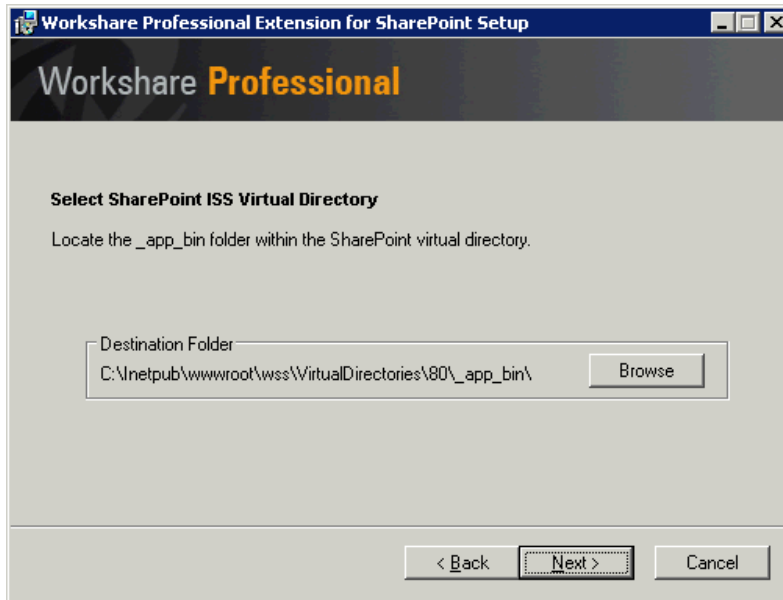 Workshare Professional Extension for SharePoint Setup
Workshare Professional
Select SharePoint ISS Virtual Directory
Locate the _app_bin folder within the SharePoint virtual directory.
Destination Folder
C:\Inetpub\wwwroot\wss\VirtualDirectories\80\_app_bin\ Browse
< Back Next > Cancel